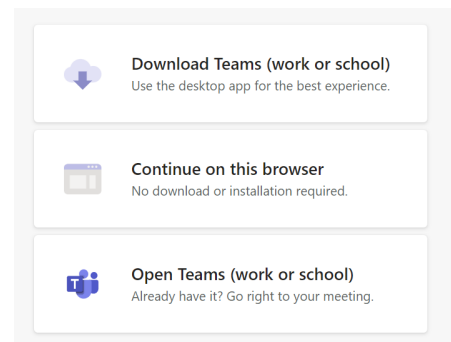 Download Teams (work or school)
Use the desktop app for the best experience.
Continue on this browser
No download or installation required.
T
Open Teams (work or school)
Already have it? Go right to your meeting.